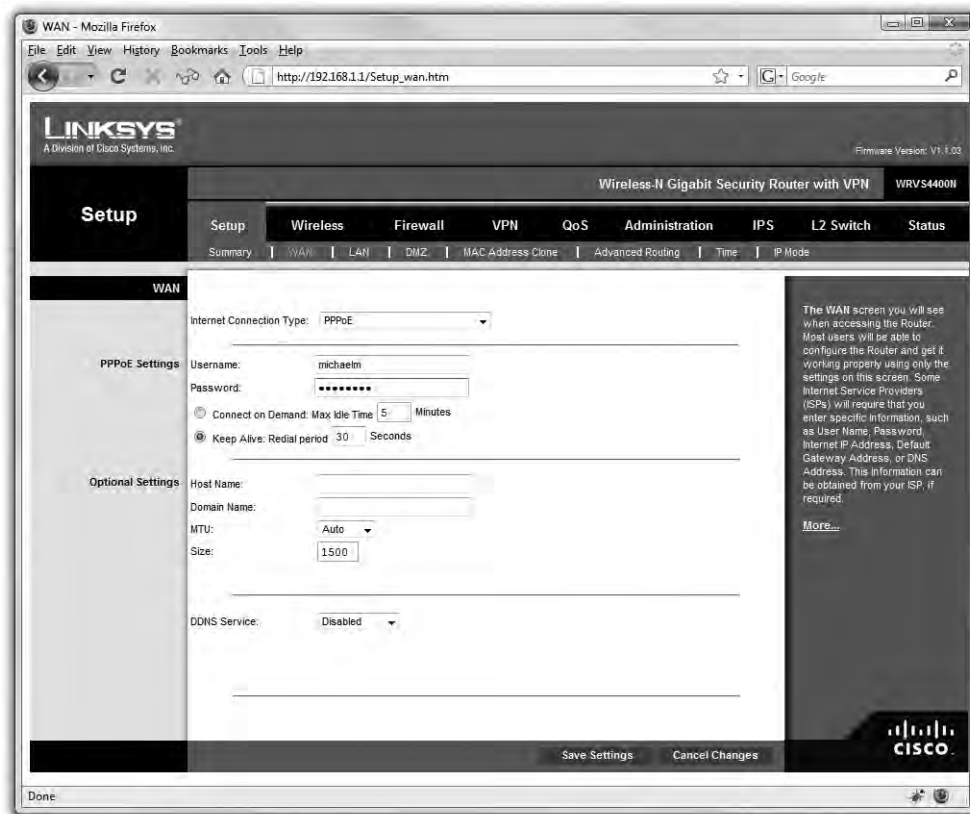 WAN - Mozilla Firefox
File Edit View History Bookmarks Tools Help
http://192.168.1.1/Setup_wan.htm
G Google
LINKSYS®
A Division of Cisco Systems, Inc.
Firmware Version: V1.1.03
Wireless-N Gigabit Security Router with VPN WRVS4400N
Setup
Setup Wireless Firewall VPN QoS Administration IPS L2 Switch Status
Summary | WAN | LAN | DMZ | MAC Address Clone | Advanced Routing | Time | IP Mode
WAN
Internet Connection Type: PPPoE
PPPoE Settings
Username: michaelm
Password: ••••••••
Connect on Demand: Max Idle Time 5 Minutes
Keep Alive: Redial period 30 Seconds
Optional Settings
Host Name:
Domain Name:
MTU: Auto
Size: 1500
DDNS Service: Disabled
The WAN screen you will see
when accessing the Router.
Most users will be able to
configure the Router and get it
working properly using only the
settings on this screen. Some
Internet Service Providers
(ISPs) will require that you
enter specific information, such
as User Name, Password,
Internet IP Address, Default
Gateway Address, or DNS
Address. This information can
be obtained from your ISP, if
required.
More...
Save Settings Cancel Changes
CISCO
Done